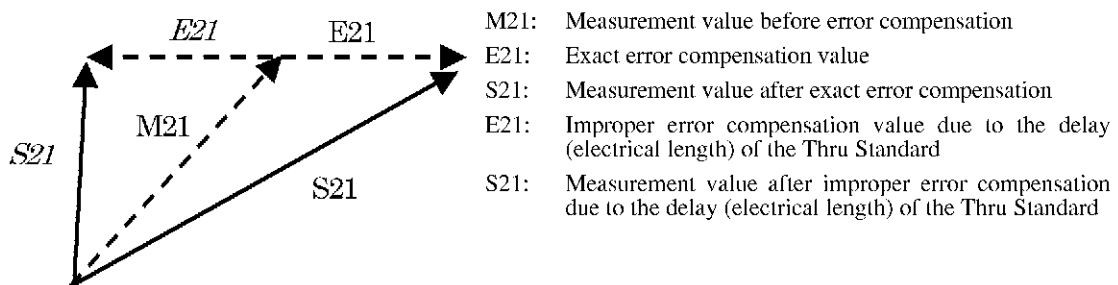 E21 E21
M21
S21
S21
M21: Measurement value before error compensation
E21: Exact error compensation value
S21: Measurement value after exact error compensation
E21: Improper error compensation value due to the delay
(electrical length) of the Thru Standard
S21: Measurement value after improper error compensation
due to the delay (electrical length) of the Thru Standard